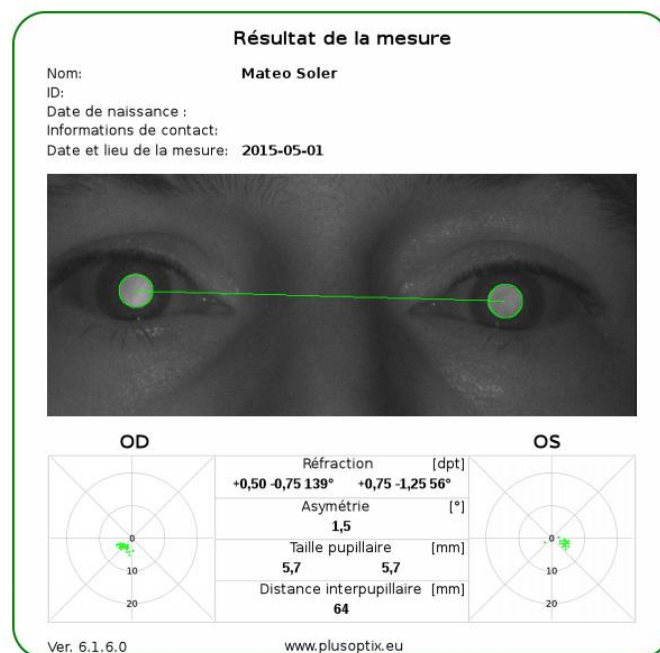 Résultat de la mesure
Nom: Mateo Soler
ID:
Date de naissance :
Informations de contact:
Date et lieu de la mesure: 2015-05-01
OD
OS
0
10
20
Réfraction [dpt]
+0,50 -0,75 139° +0,75 -1,25 56°
Asymétrie [°]
1,5
Taille pupillaire [mm]
5,7 5,7
Distance interpupillaire [mm]
64
0
10
20
Ver. 6.1.6.0 www.plusoptix.eu